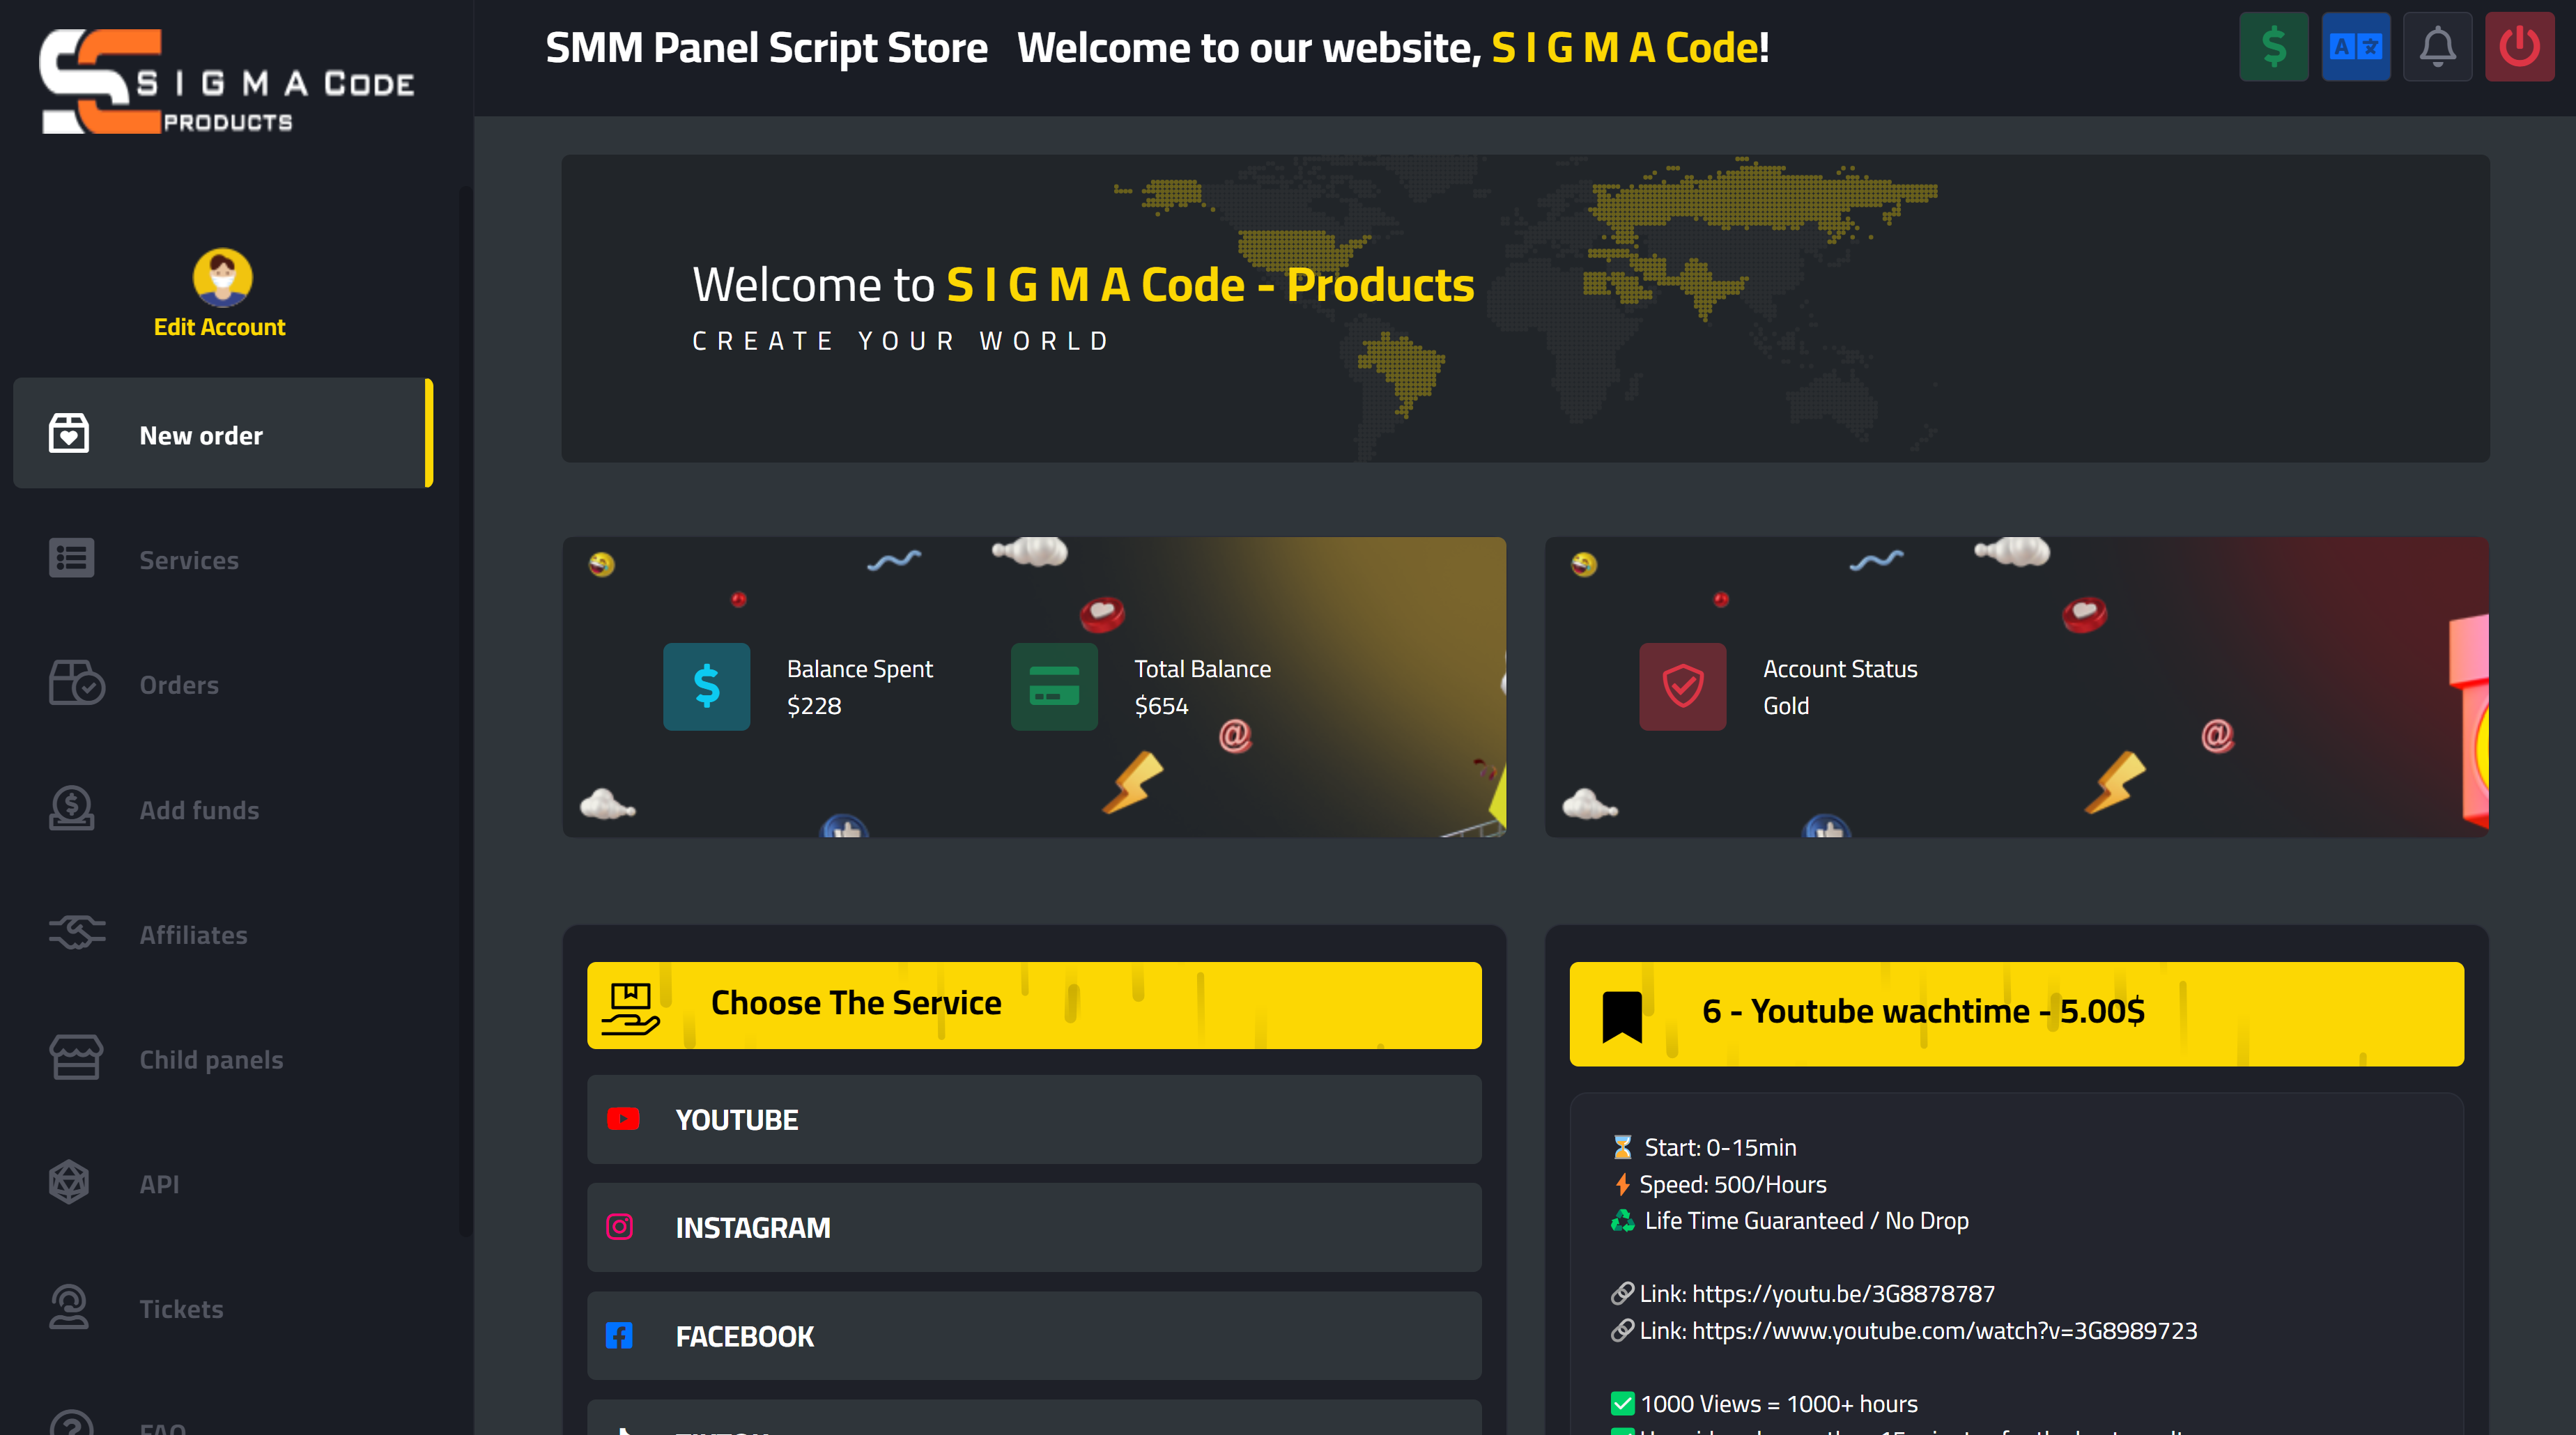 S I G M A CODE
PRODUCTS
SMM Panel Script Store Welcome to our website, S I G M A Code!
Edit Account
New order
Services
Orders
Add funds
Affiliates
Child panels
API
Tickets
FAQ
Welcome to S I G M A Code - Products
CREATE YOUR WORLD
Balance Spent
$228
Total Balance
$654
Account Status
Gold
Choose The Service
YOUTUBE
INSTAGRAM
FACEBOOK
6 - Youtube wachtime - 5.00$
Start: 0-15min
Speed: 500/Hours
Life Time Guaranteed / No Drop
Link: https://youtu.be/3G8878787
Link: https://www.youtube.com/watch?v=3G8989723
1000 Views = 1000+ hours